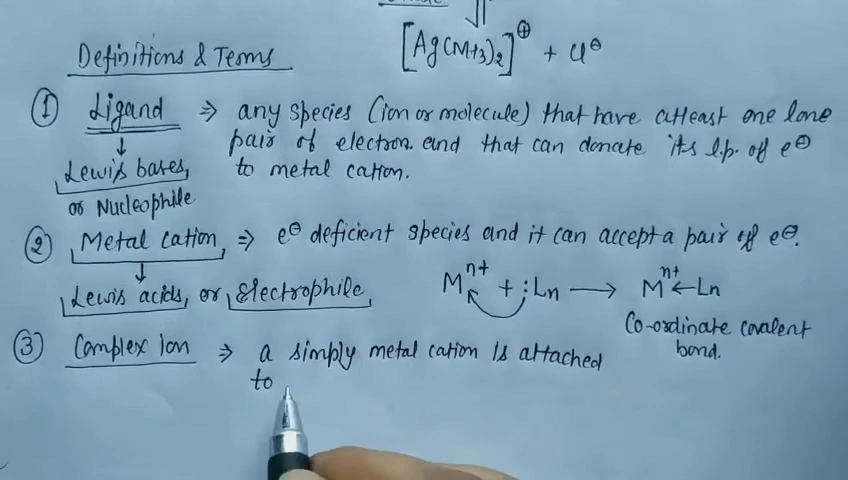 [Ag(NH3)2]⊕ + Cl⊖
Definitions & Terms
① Ligand ⇒ any species (ion or molecule) that have atleast one lone
pair of electron and that can donate its l.p. of e⊖
to metal cation.
↓
Lewis bases,
or Nucleophile
② Metal cation, ⇒ e⊖ deficient species and it can accept a pair of e⊖.
↓
Lewis acids, or Electrophile
Mn+ + :Ln → Mn+ ← Ln
Co-ordinate covalent
bond.
③ Complex ion ⇒ a simply metal cation is attached
to